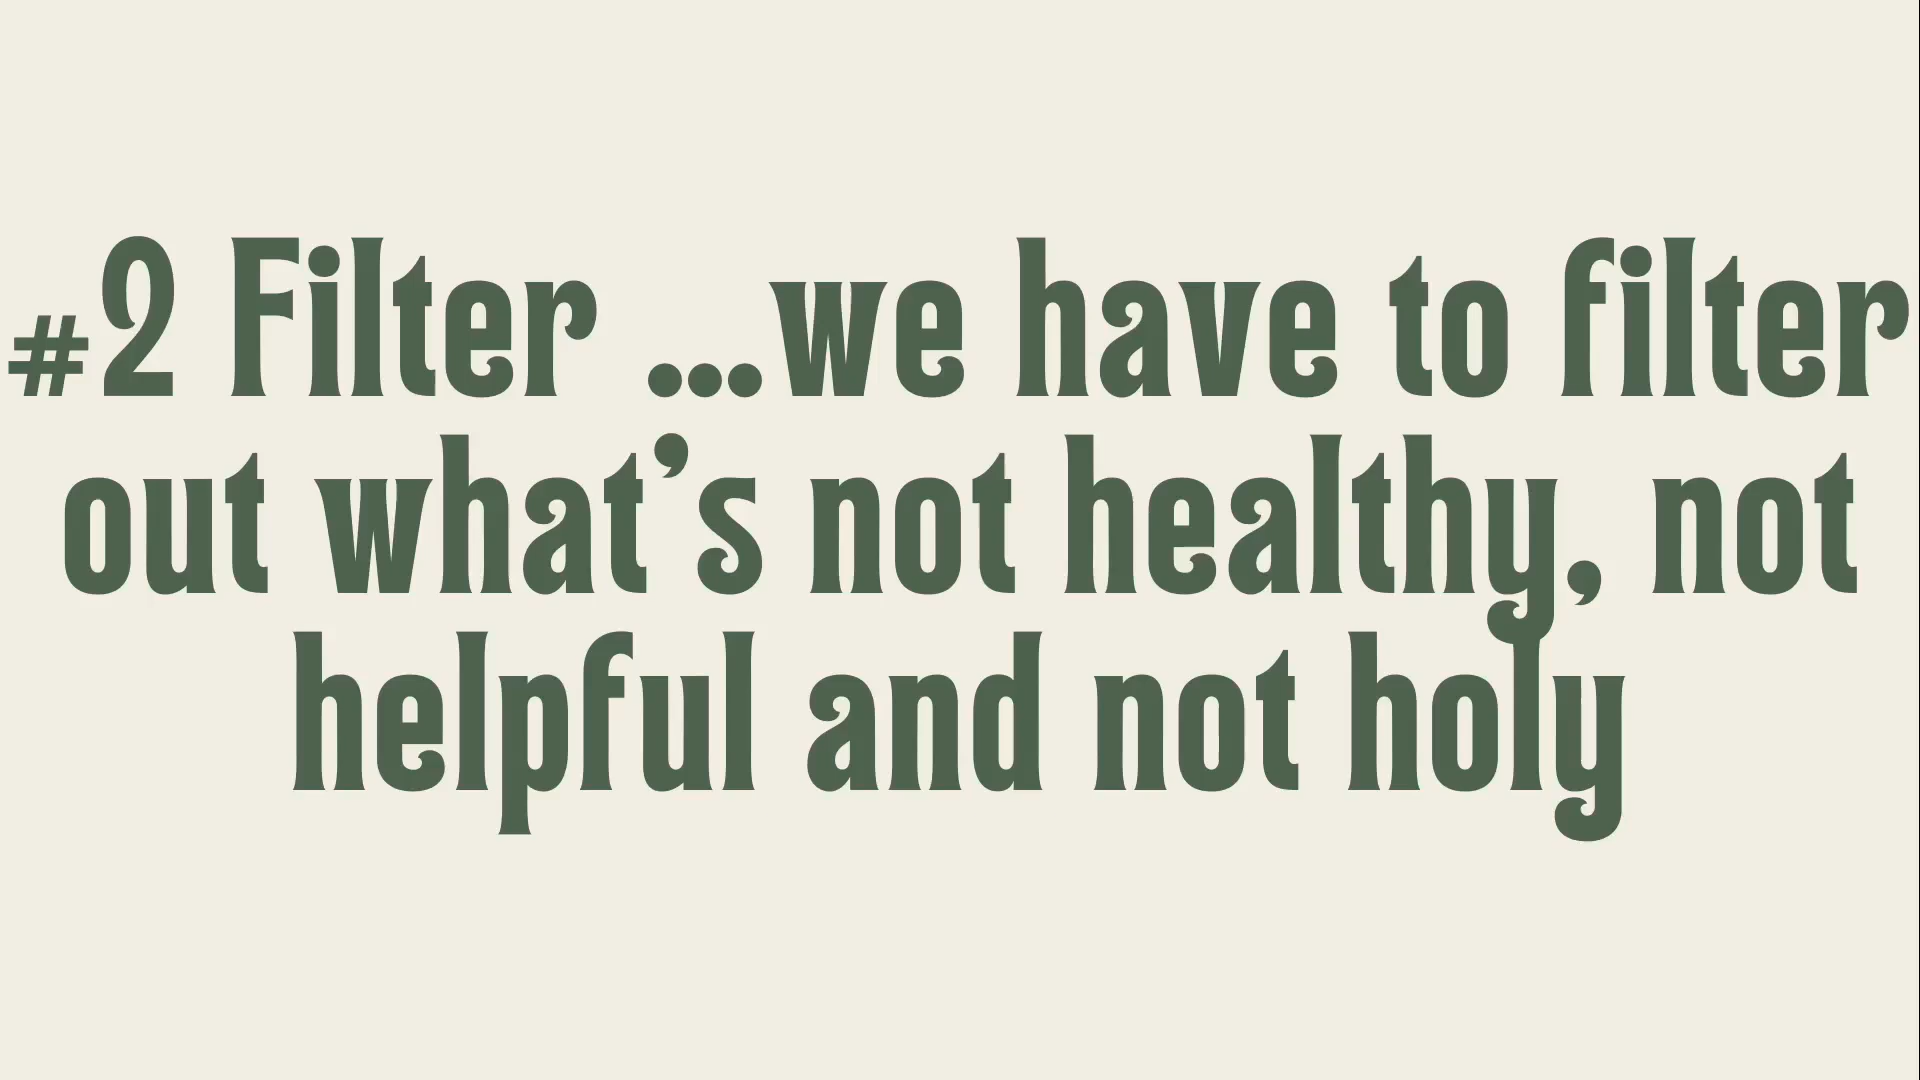 #2 Filter ...we have to filter
out what’s not healthy, not
helpful and not holy